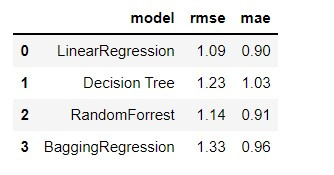 model rmse mae
0 LinearRegression 1.09 0.90
1 Decision Tree 1.23 1.03
2 RandomForrest 1.14 0.91
3 BaggingRegression 1.33 0.96